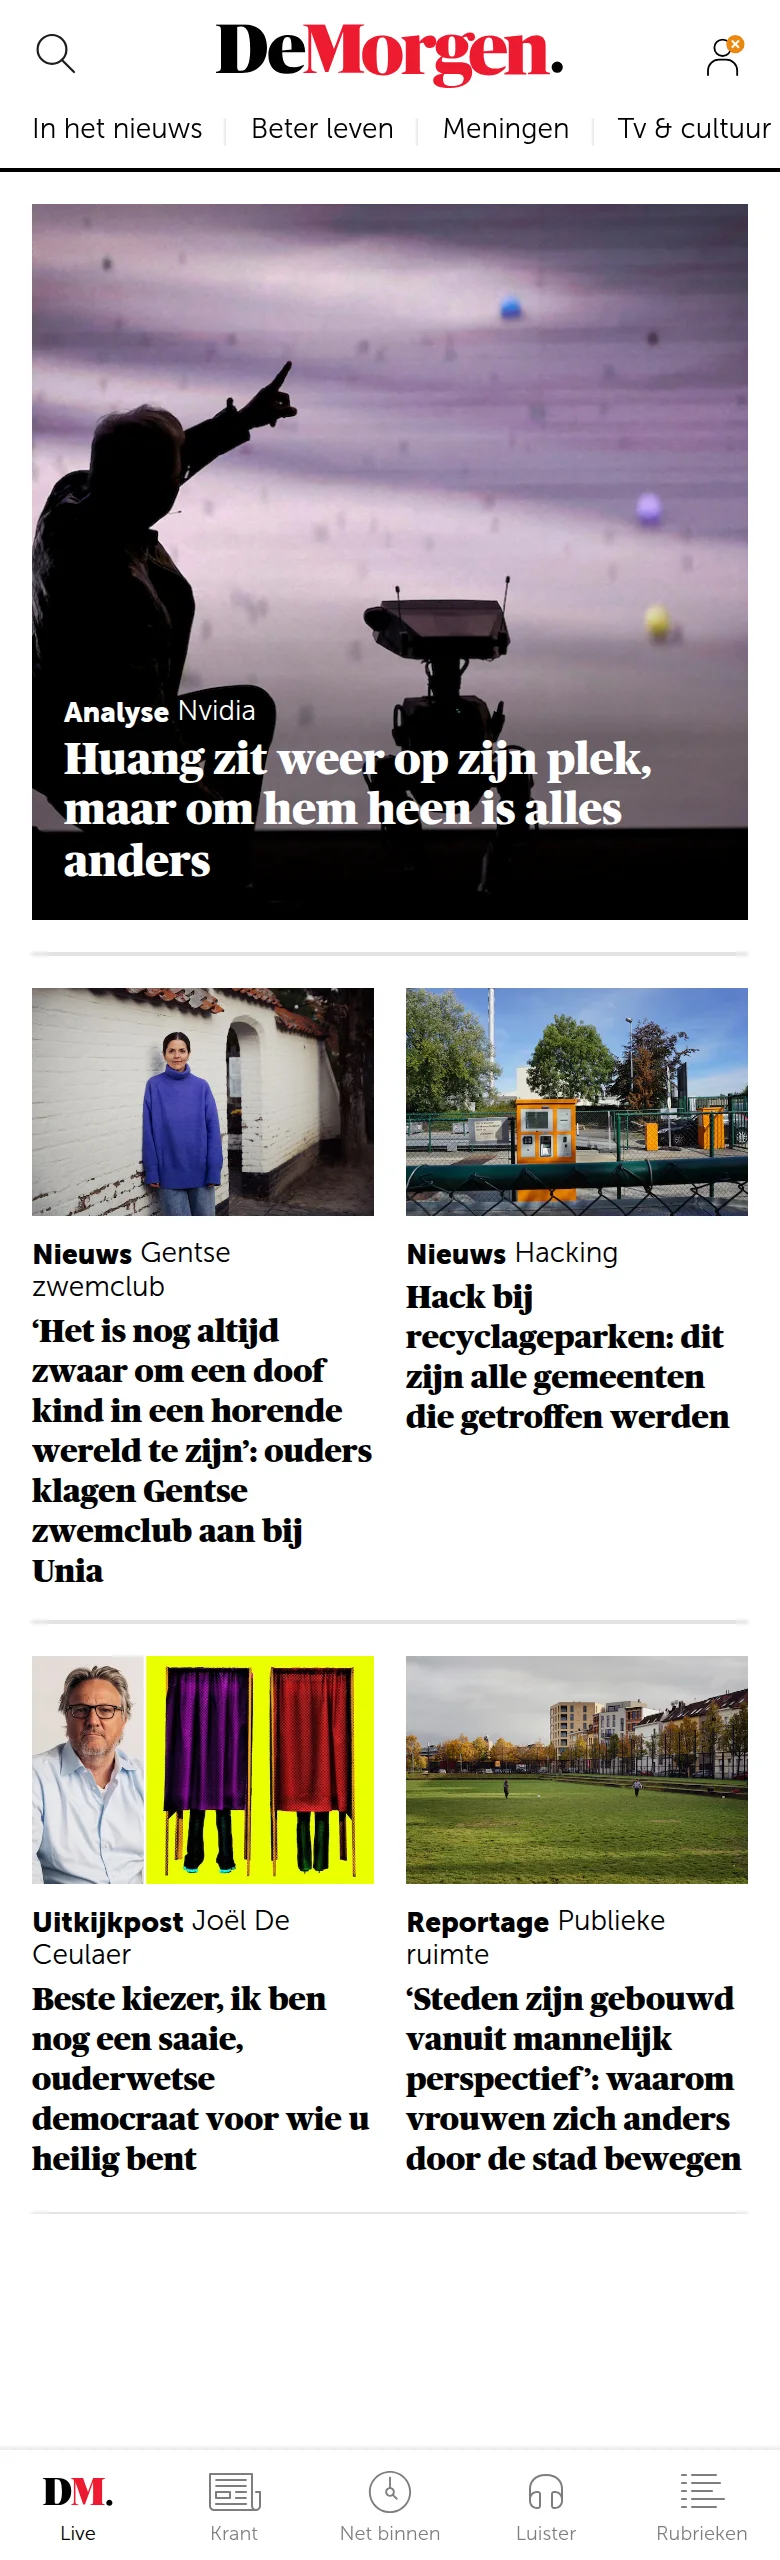 DeMorgen.
In het nieuws
Beter leven
Meningen
Tv & cultuur
Analyse Nvidia
Huang zit weer op zijn plek,
maar om hem heen is alles
anders
Nieuws Gentse
zwemclub
‘Het is nog altijd
zwaar om een doof
kind in een horende
wereld te zijn’: ouders
klagen Gentse
zwemclub aan bij
Unia
Nieuws Hacking
Hack bij
recyclageparken: dit
zijn alle gemeenten
die getroffen werden
Uitkijkpost Joël De
Ceulaer
Beste kiezer, ik ben
nog een saaie,
ouderwetse
democraat voor wie u
heilig bent
Reportage Publieke
ruimte
‘Steden zijn gebouwd
vanuit mannelijk
perspectief’: waarom
vrouwen zich anders
door de stad bewegen
DM.
Live
Krant
Net binnen
Luister
Rubrieken